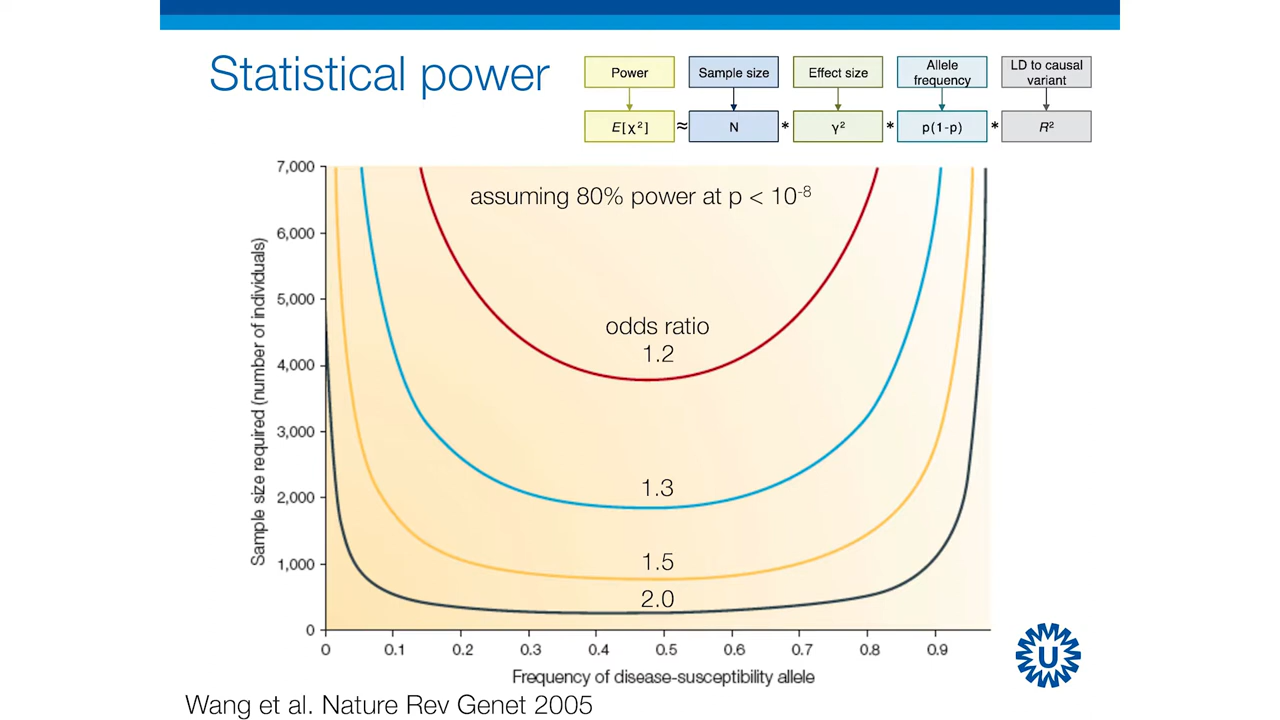 Statistical power
Power
Sample size
Effect size
Allele
frequency
LD to causal
variant
E[χ²] ≈ N * γ² * p(1-p) * R²
assuming 80% power at p < 10⁻⁸
odds ratio
1.2
1.3
1.5
2.0
Sample size required (number of individuals)
7,000
6,000
5,000
4,000
3,000
2,000
1,000
0
0 0.1 0.2 0.3 0.4 0.5 0.6 0.7 0.8 0.9
Frequency of disease-susceptibility allele
U
Wang et al. Nature Rev Genet 2005